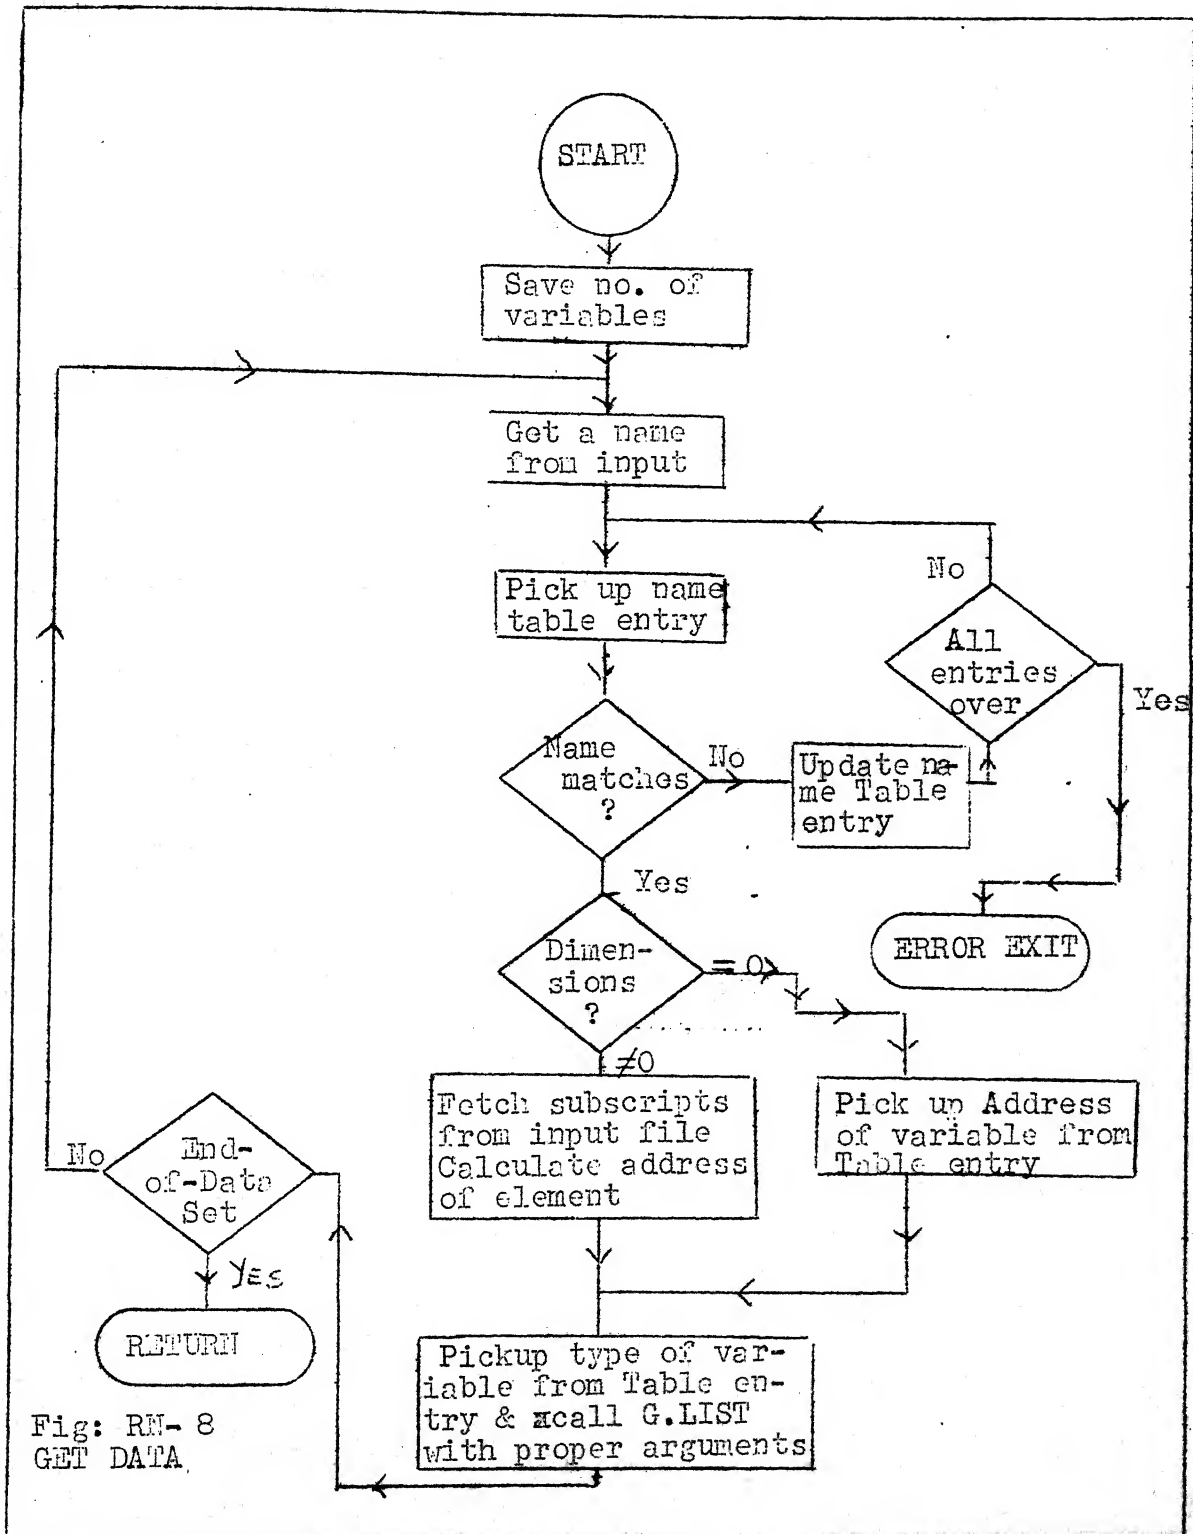 START
Save no. of
variables
Get a name
from input
Pick up name
table entry
No
All
entries
over
Yes
Name
matches
?
No
Update na-
me Table
entry
Yes
ERROR EXIT
Dimen-
sions
?
= 0
≠0
Fetch subscripts
from input file
Calculate address
of element
Pick up Address
of variable from
Table entry
No
End-
of-Data
Set
YES
RETURN
Pickup type of var-
iable from Table en-
try & xcall G.LIST
with proper arguments
Fig: RN- 8
GET DATA